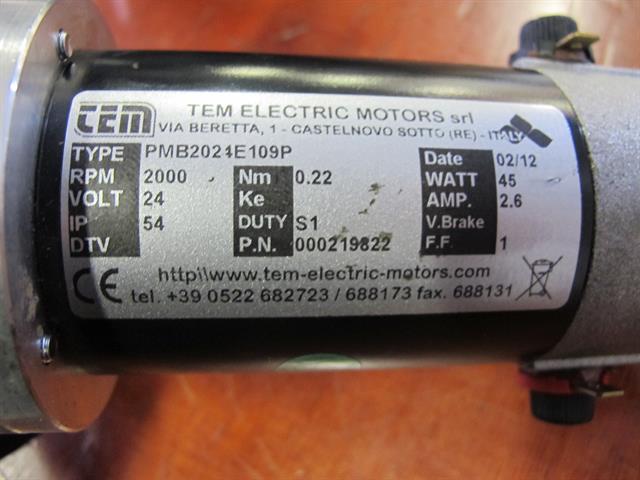 TEM
TEM ELECTRIC MOTORS srl
VIA BERETTA, 1 - CASTELNOVO SOTTO (RE) - ITALY
TYPE PMB2024E109P Date 02/12
RPM 2000 Nm 0.22 WATT 45
VOLT 24 Ke AMP. 2.6
IP 54 DUTY S1 V.Brake
DTV P.N. 000219822 F.F. 1
http\\www.tem-electric-motors.com
CE tel. +39 0522 682723 / 688173 fax. 688131